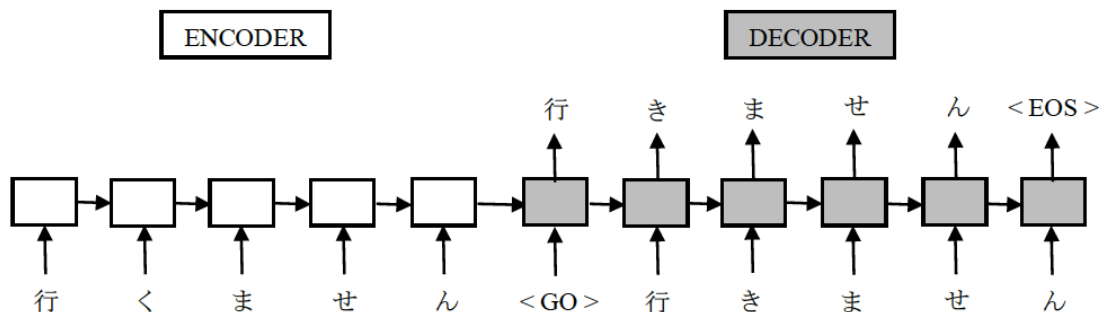 ENCODER DECODER
行 き ま せ ん < EOS >
行 く ま せ ん < GO > 行 き ま せ ん